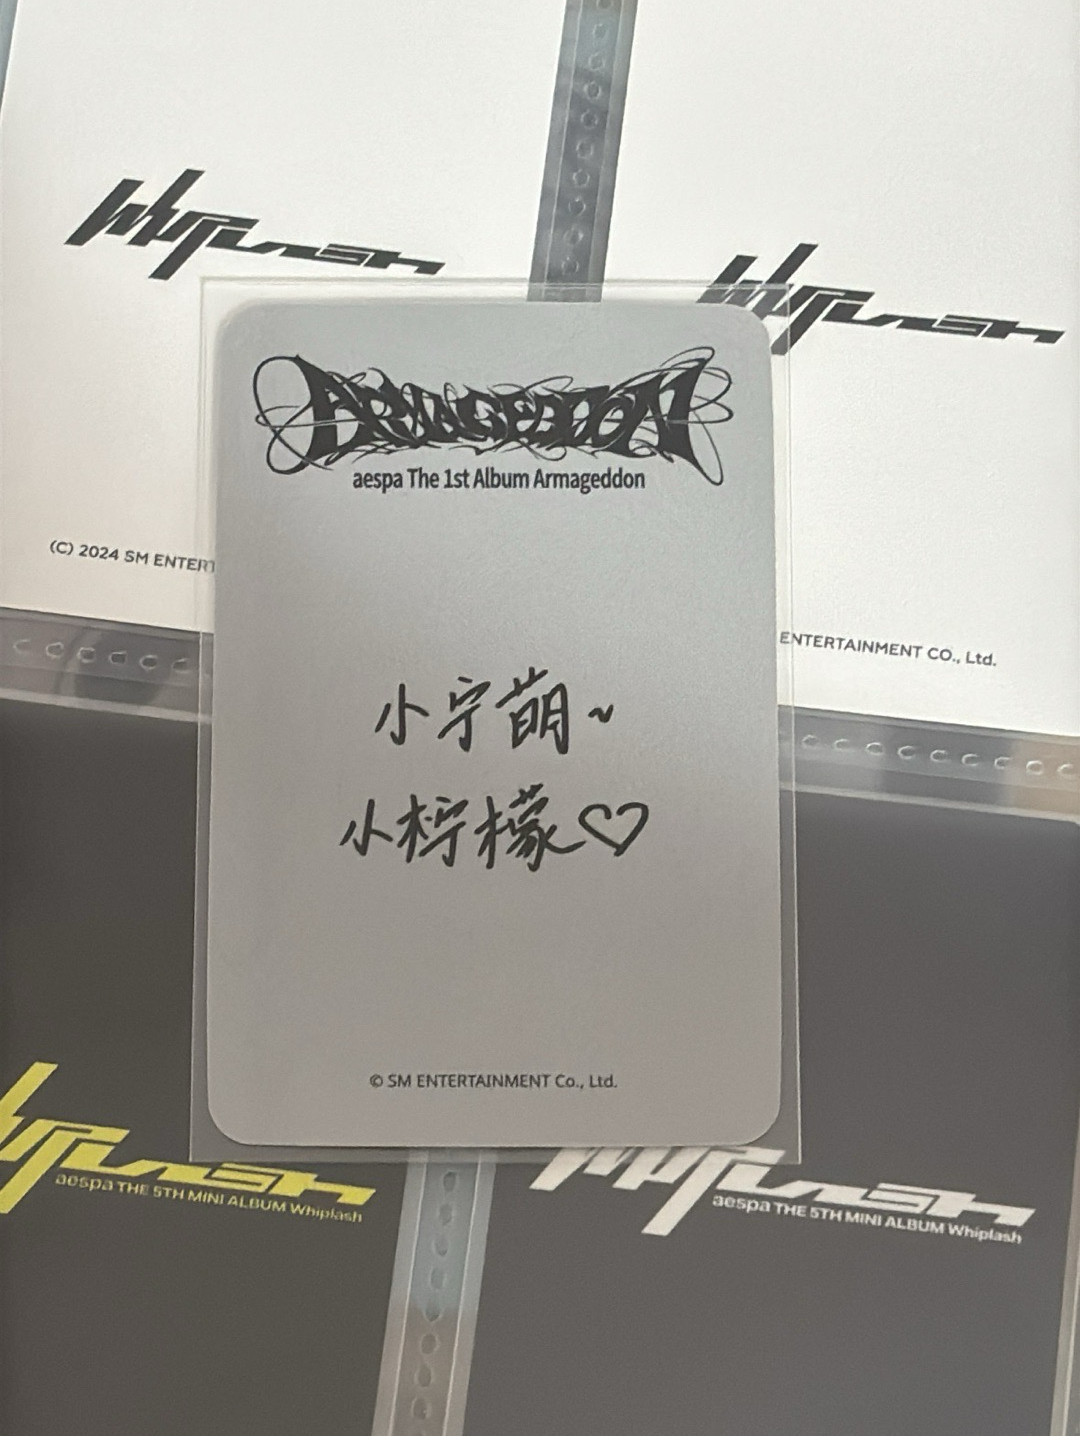 Whiplash
Whiplash
(C) 2024 SM ENTERT
ENTERTAINMENT CO., Ltd.
ARMAGEDDON
aespa The 1st Album Armageddon
小宁萌~
小柠檬♡
© SM ENTERTAINMENT Co., Ltd.
Whiplash
aespa THE 5TH MINI ALBUM Whiplash
Whiplash
aespa THE 5TH MINI ALBUM Whiplash